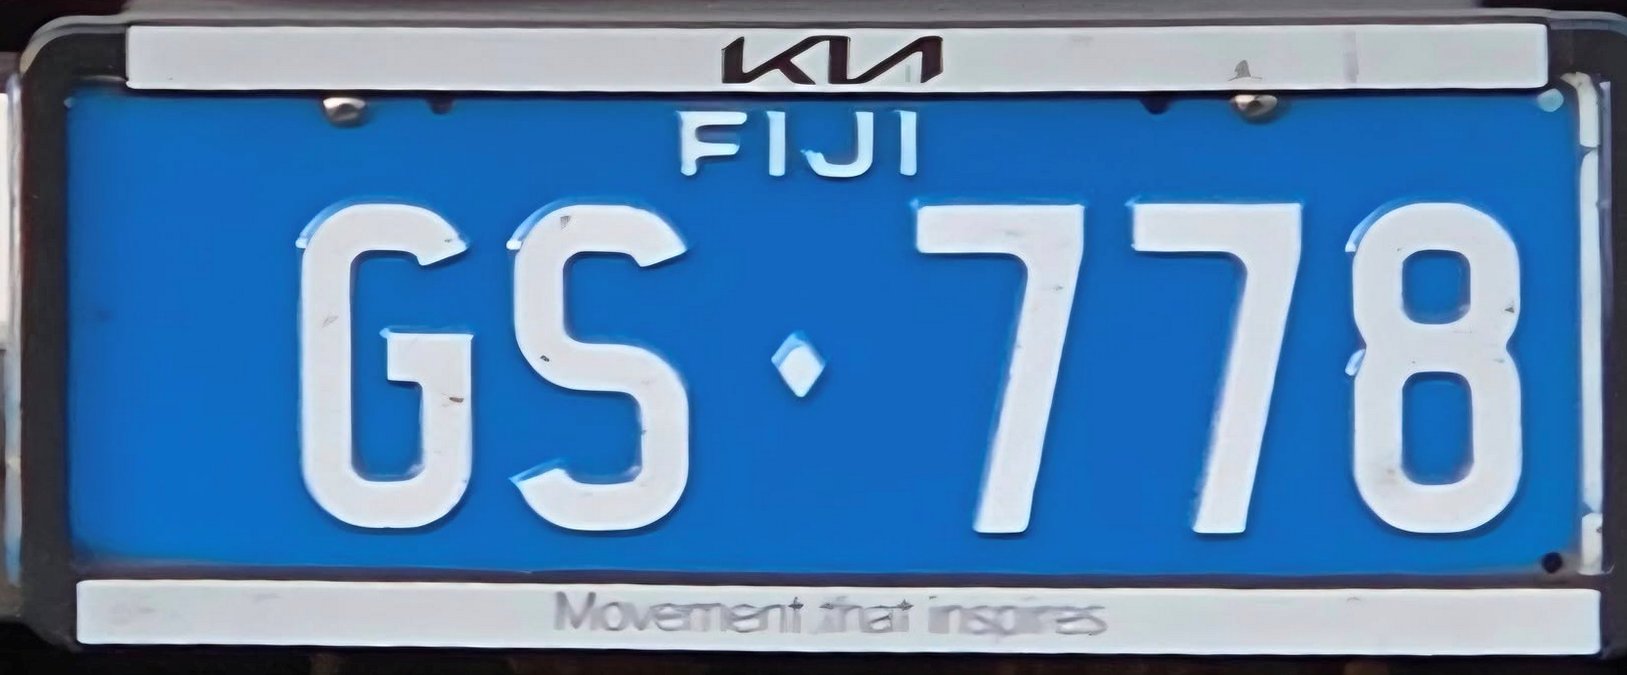 KIA
FIJI
GS 778
Movement that inspires